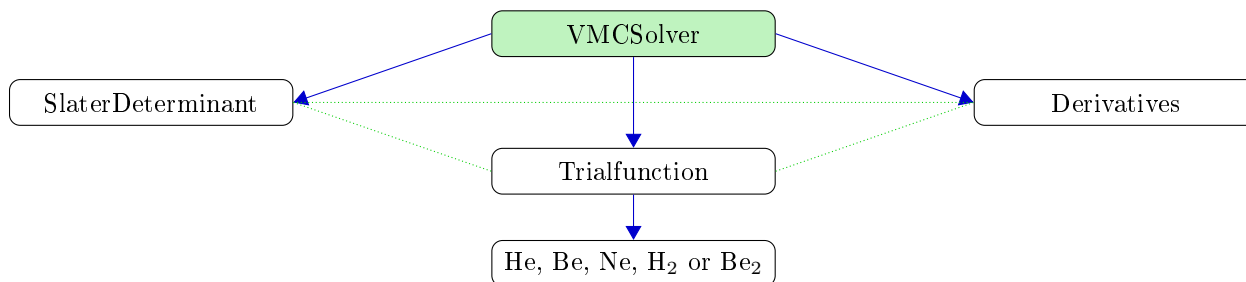 VMCSolver
SlaterDeterminant
Derivatives
Trialfunction
He, Be, Ne, H₂ or Be₂